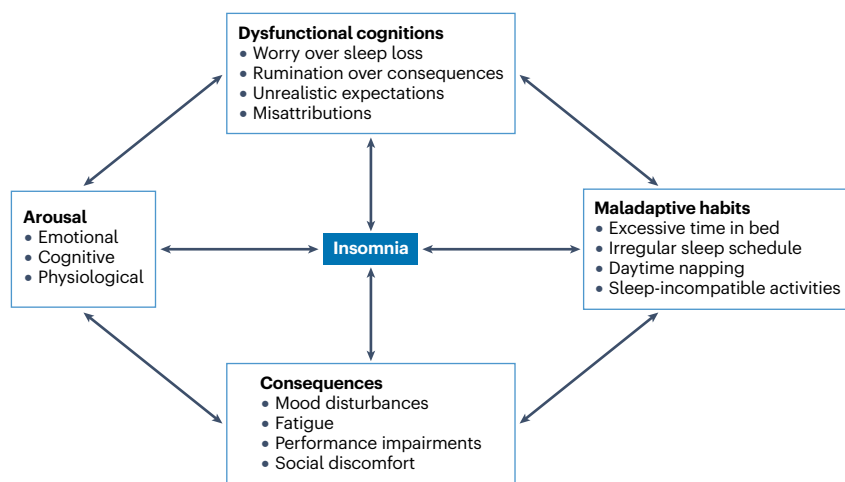 Dysfunctional cognitions
• Worry over sleep loss
• Rumination over consequences
• Unrealistic expectations
• Misattributions
Arousal
• Emotional
• Cognitive
• Physiological
Insomnia
Maladaptive habits
• Excessive time in bed
• Irregular sleep schedule
• Daytime napping
• Sleep-incompatible activities
Consequences
• Mood disturbances
• Fatigue
• Performance impairments
• Social discomfort